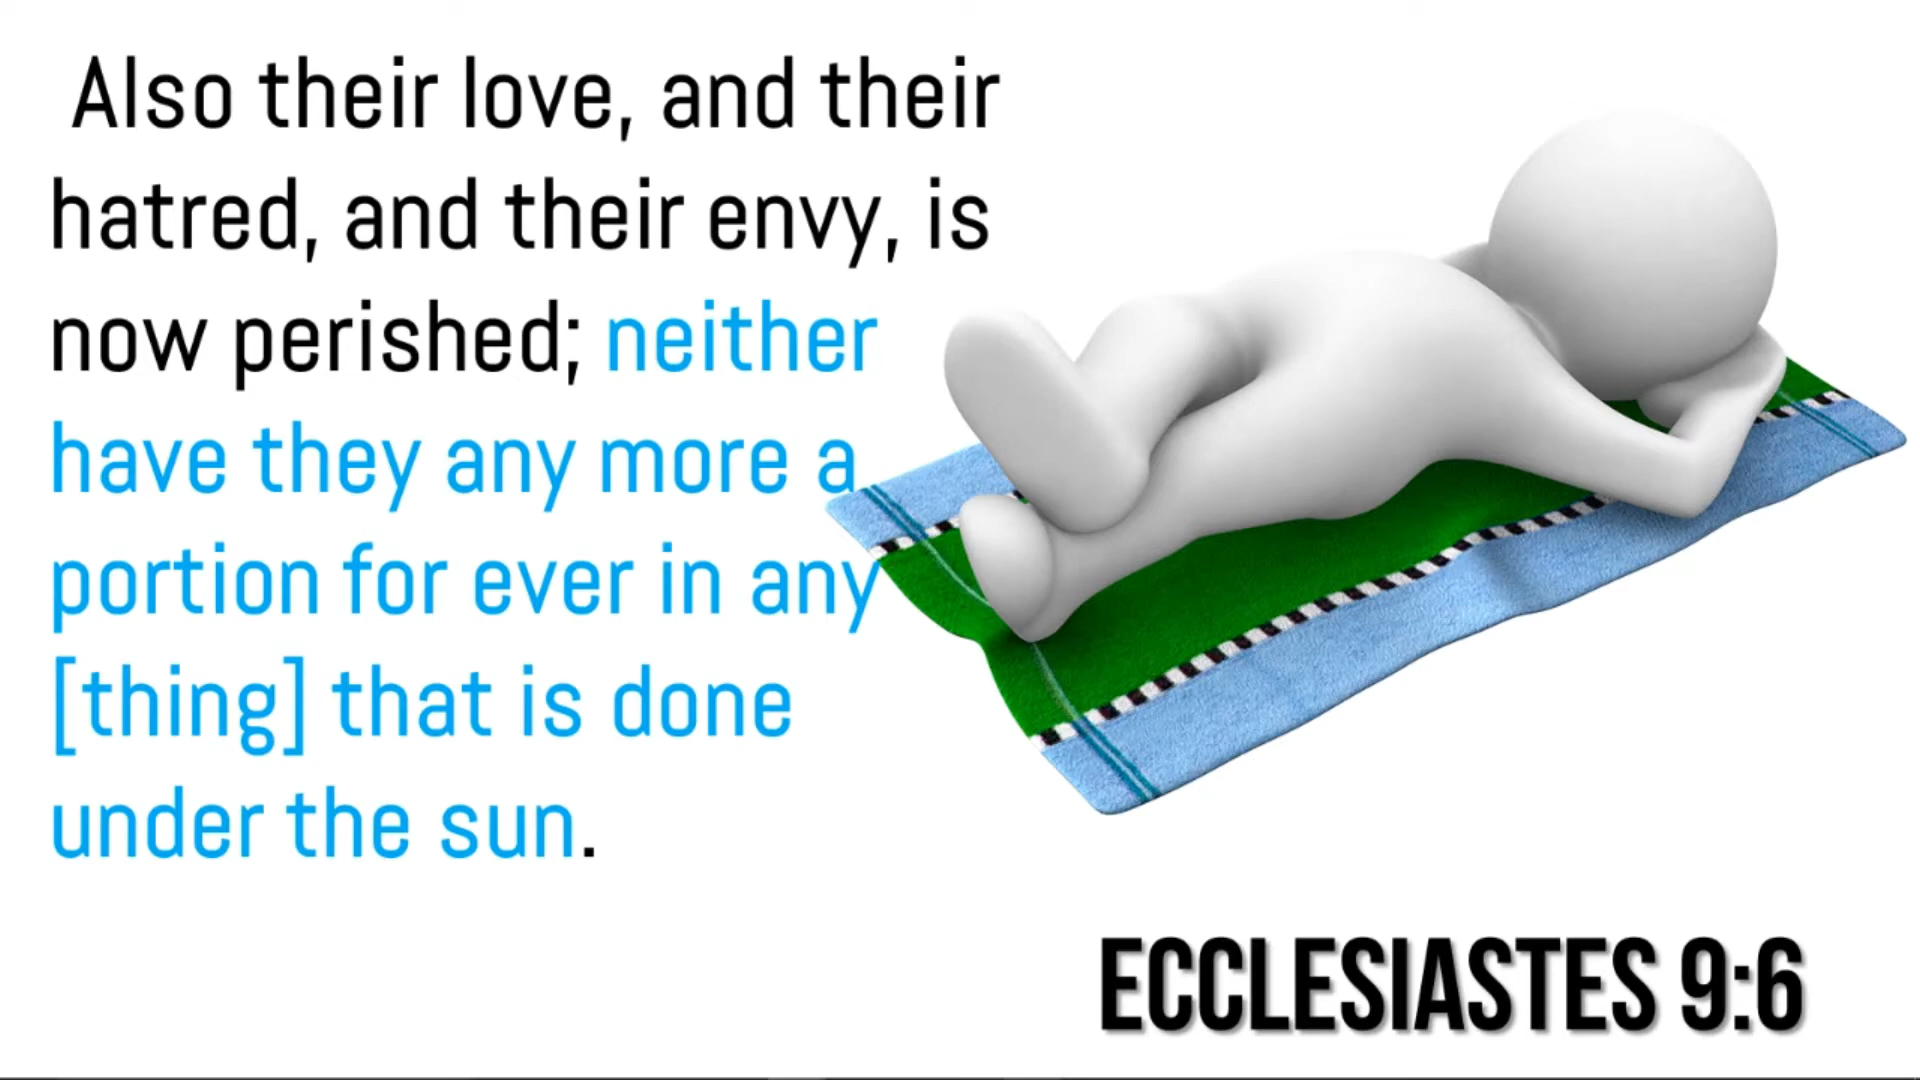 Also their love, and their
hatred, and their envy, is
now perished; neither
have they any more a
portion for ever in any
[thing] that is done
under the sun.
ECCLESIASTES 9:6